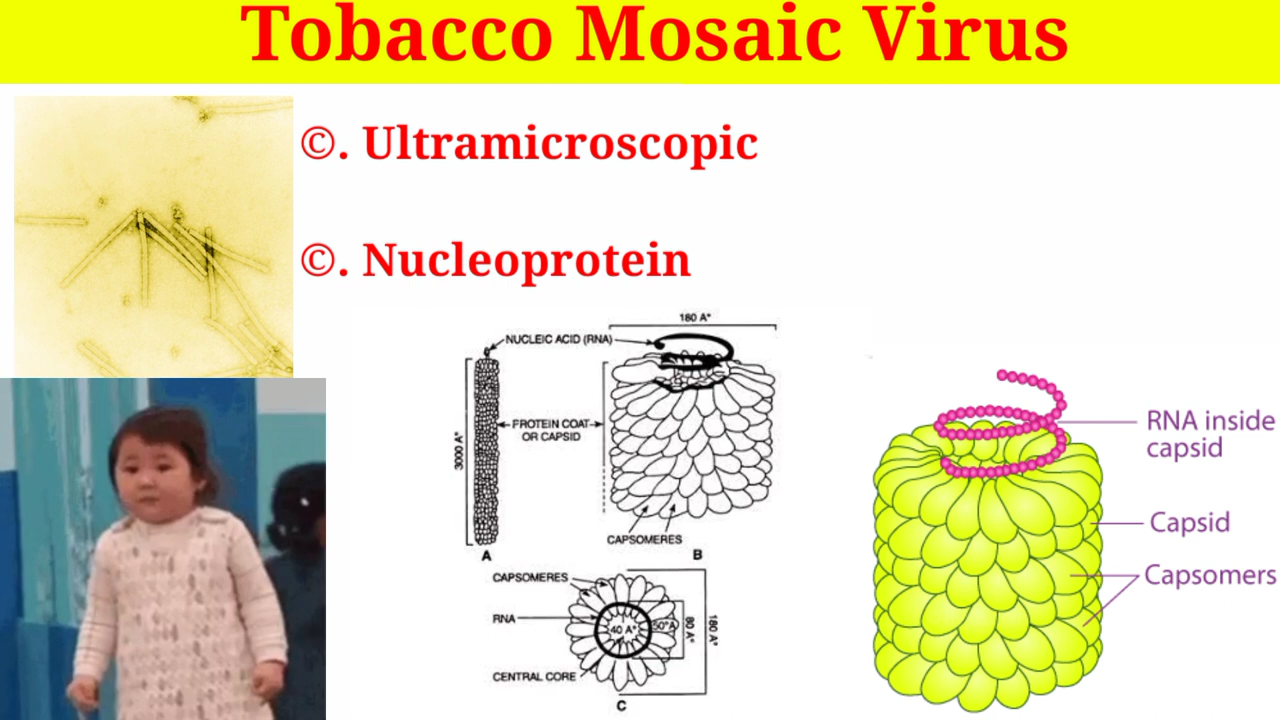 Tobacco Mosaic Virus
©. Ultramicroscopic
©. Nucleoprotein
180 A°
NUCLEIC ACID (RNA)
3000 A°
PROTEIN COAT
OR CAPSID
CAPSOMERES
A
B
CAPSOMERES
RNA
40 A°
50°A
80 A°
180 A°
CENTRAL CORE
C
RNA inside
capsid
Capsid
Capsomers